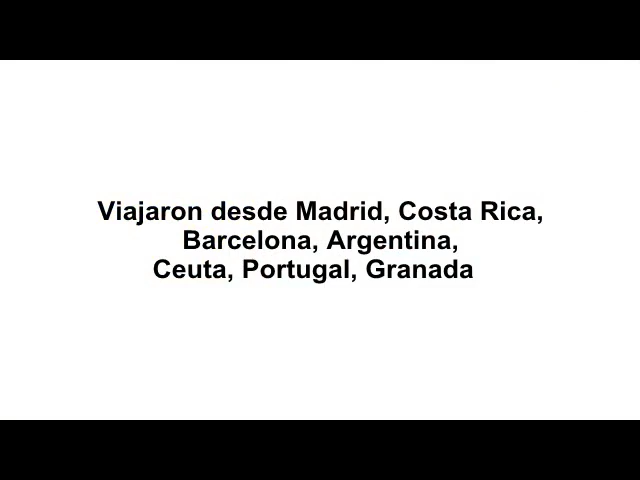 Viajaron desde Madrid, Costa Rica,
Barcelona, Argentina,
Ceuta, Portugal, Granada